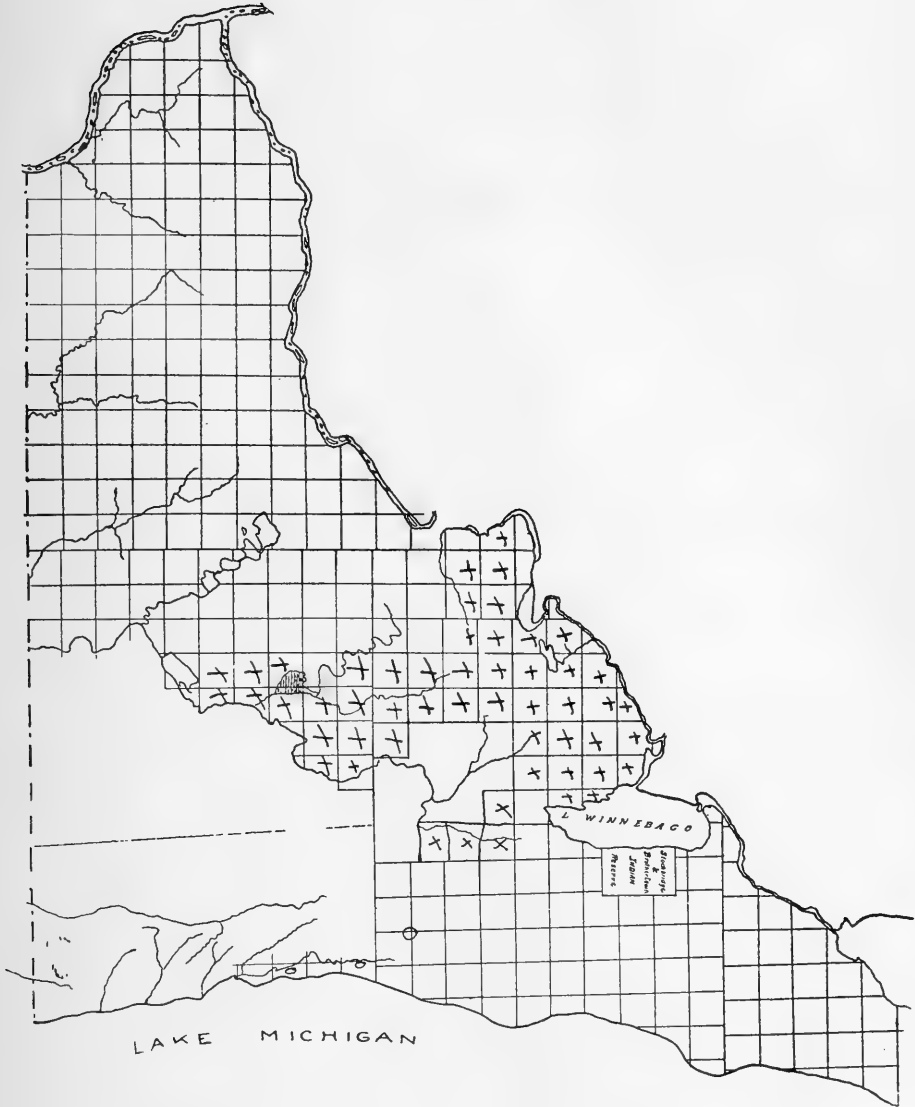 L WINNEBAGO
Stockbridge
&
Brothertown
INDIAN
Reserve
LAKE MICHIGAN